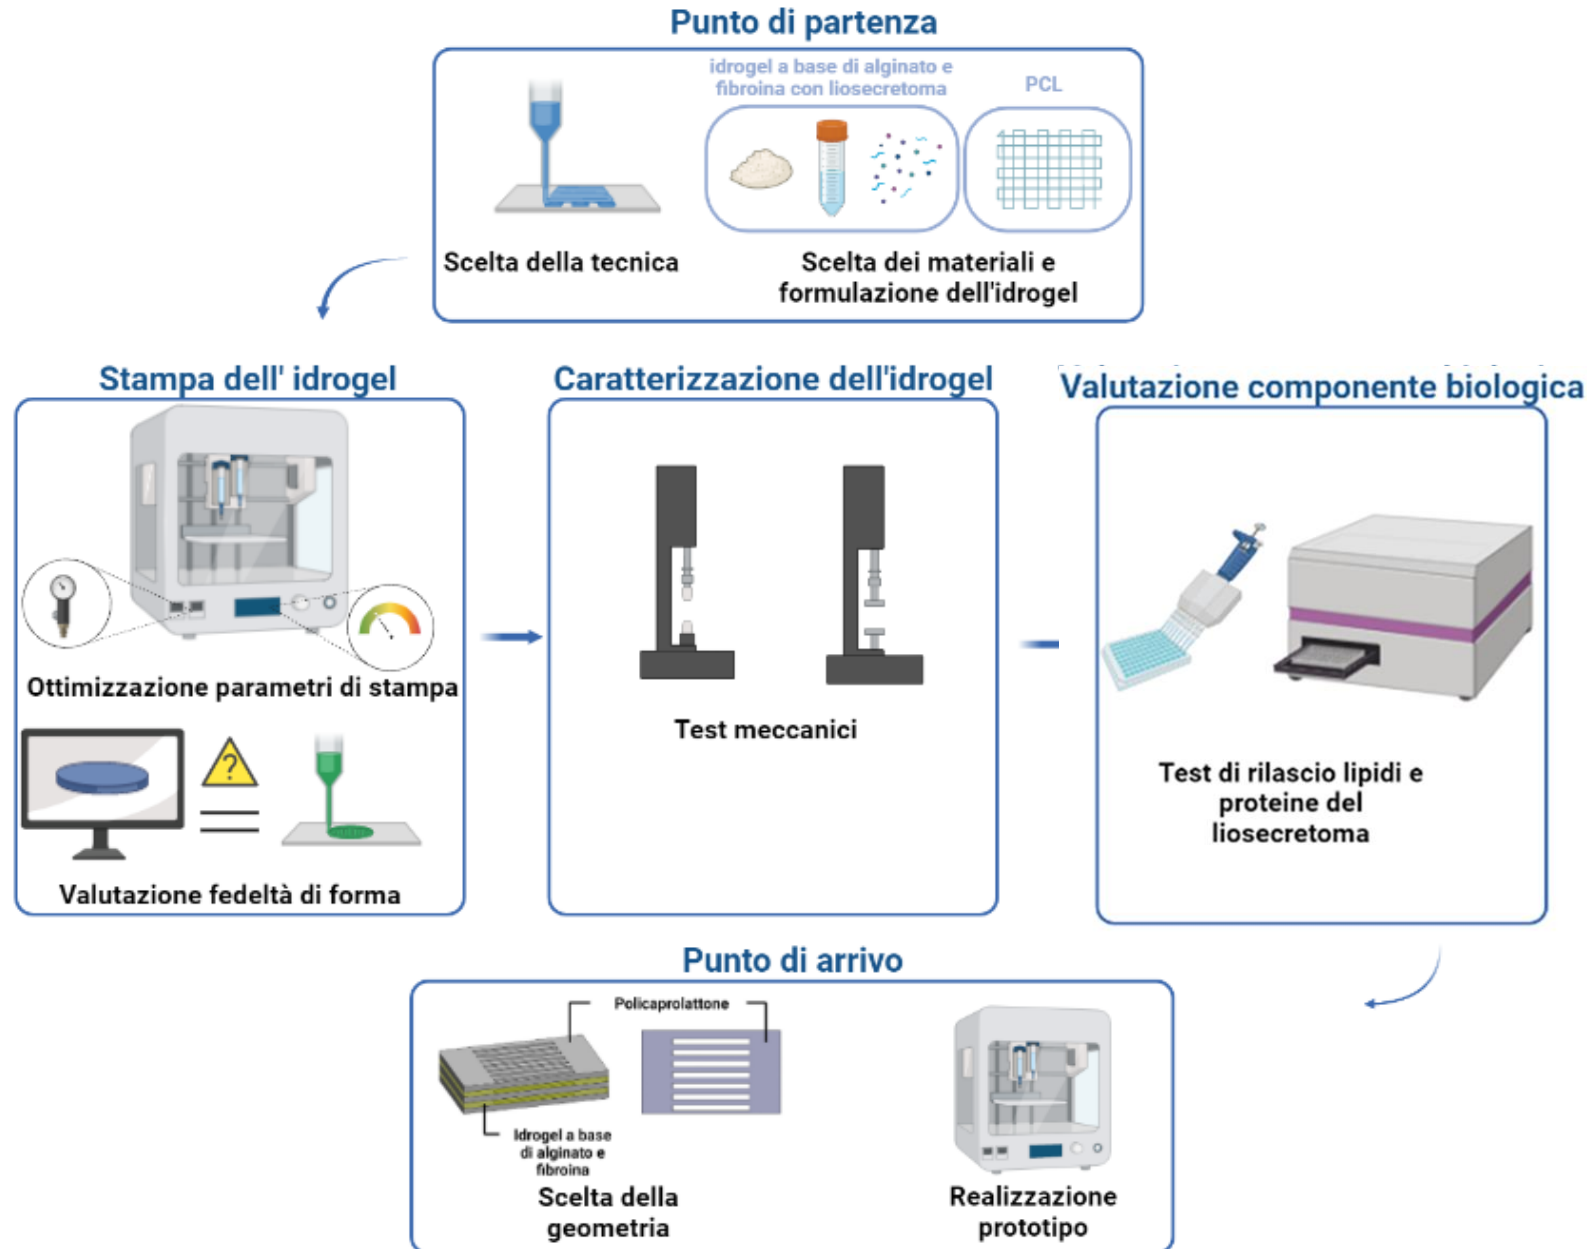 Punto di partenza
idrogel a base di alginato e
fibroina con liosecretoma
PCL
Scelta della tecnica
Scelta dei materiali e
formulazione dell'idrogel
Stampa dell' idrogel
Ottimizzazione parametri di stampa
?
Valutazione fedeltà di forma
Caratterizzazione dell'idrogel
Test meccanici
Valutazione componente biologica
Test di rilascio lipidi e
proteine del
liosecretoma
Punto di arrivo
Policaprolattone
Idrogel a base
di alginato e
fibroina
Scelta della
geometria
Realizzazione
prototipo